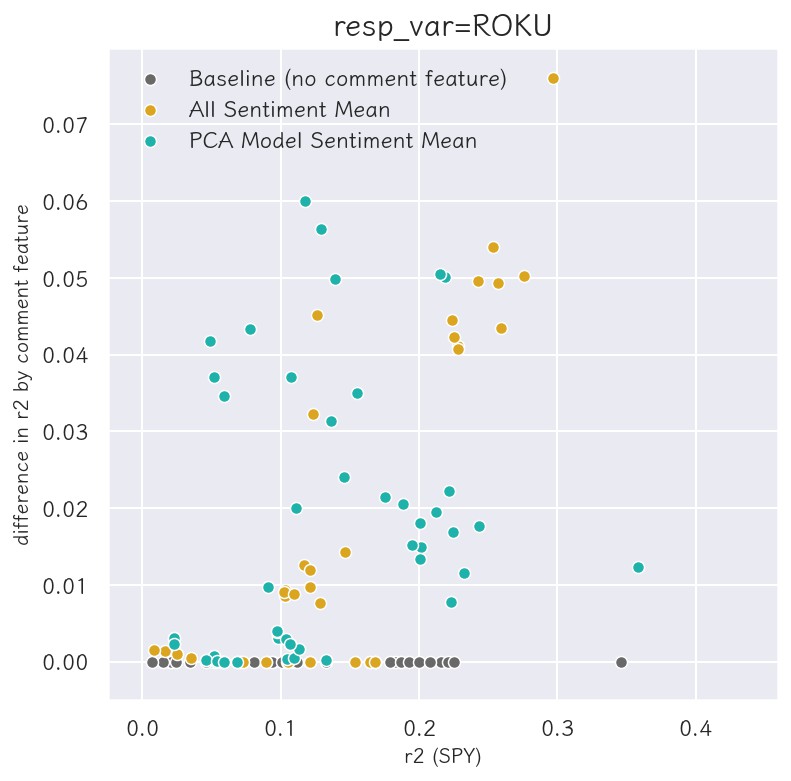 resp_var=ROKU
Baseline (no comment feature)
All Sentiment Mean
PCA Model Sentiment Mean
difference in r2 by comment feature
0.07
0.06
0.05
0.04
0.03
0.02
0.01
0.00
0.0 0.1 0.2 0.3 0.4
r2 (SPY)